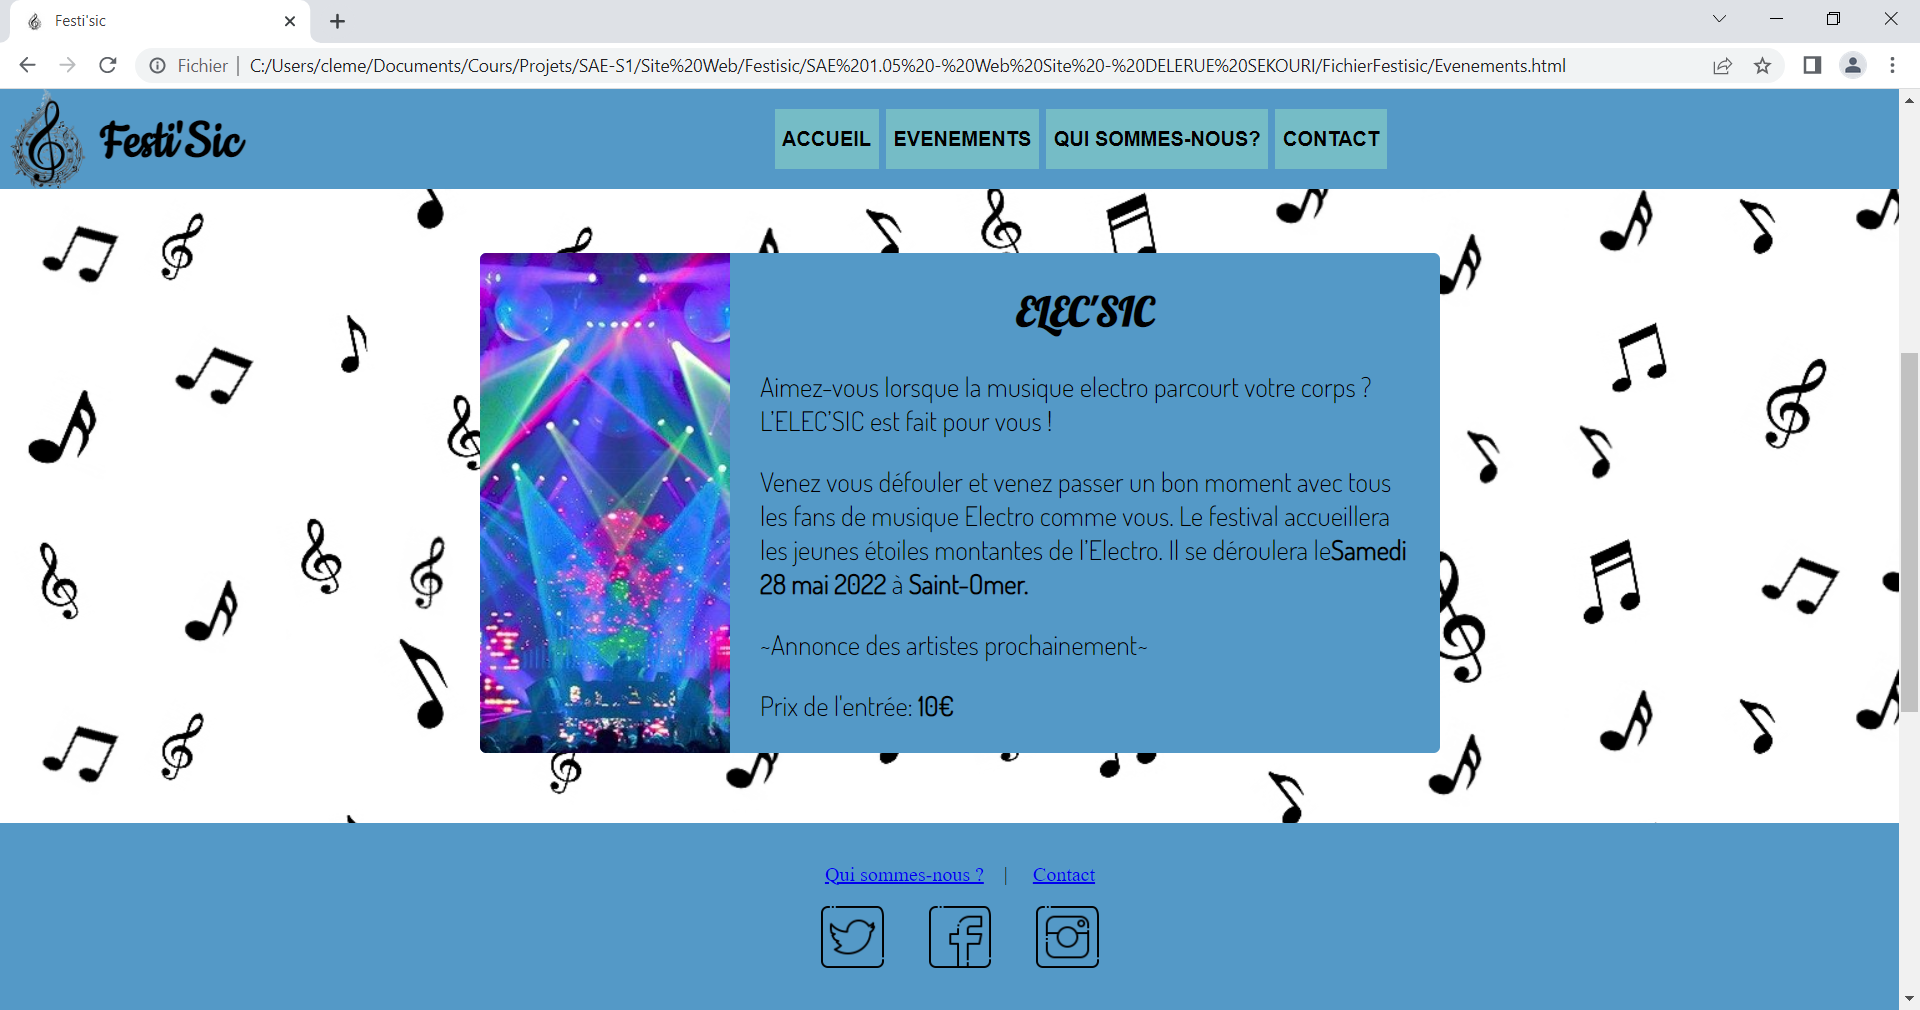 Festi'sic
Fichier | C:/Users/cleme/Documents/Cours/Projets/SAE-S1/Site%20Web/Festisic/SAE%201.05%20-%20Web%20Site%20-%20DELERUE%20SEKOURI/FichierFestisic/Evenements.html
Festi'Sic
ACCUEIL EVENEMENTS QUI SOMMES-NOUS? CONTACT
ELEC'SIC
Aimez-vous lorsque la musique electro parcourt votre corps ?
L'ELEC'SIC est fait pour vous !
Venez vous défouler et venez passer un bon moment avec tous
les fans de musique Electro comme vous. Le festival accueillera
les jeunes étoiles montantes de l'Electro. Il se déroulera leSamedi
28 mai 2022 à Saint-Omer.
~Annonce des artistes prochainement~
Prix de l'entrée: 10€
Qui sommes-nous ? | Contact